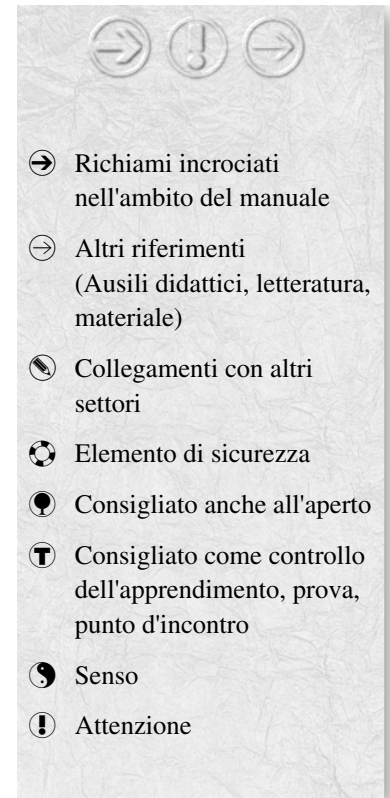 Richiami incrociati
nell'ambito del manuale
Altri riferimenti
(Ausili didattici, letteratura,
materiale)
Collegamenti con altri
settori
Elemento di sicurezza
Consigliato anche all'aperto
T Consigliato come controllo
dell'apprendimento, prova,
punto d'incontro
Senso
! Attenzione